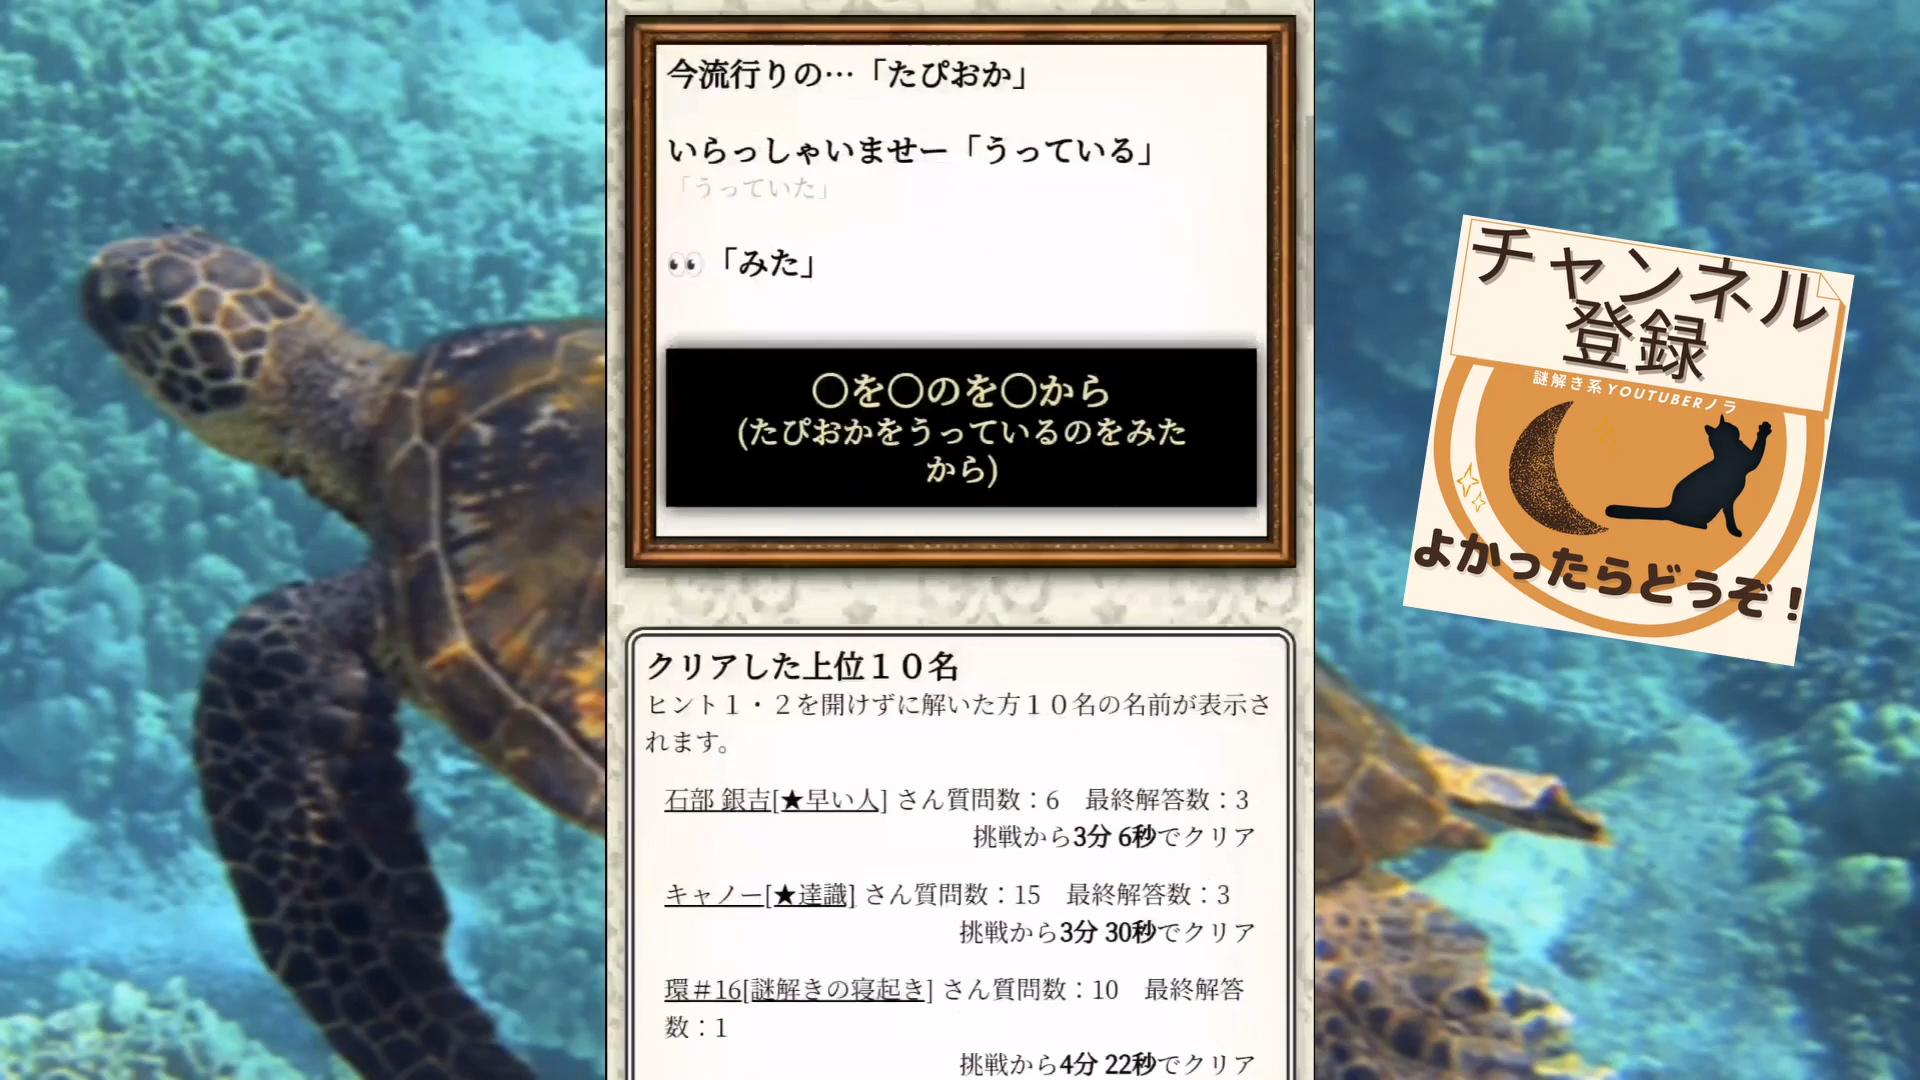 今流行りの…「たぴおか」
いらっしゃいませー「うっている」
「うっていた」
👀「みた」
〇を〇のを〇から
(たぴおかをうっているのをみた
から)
クリアした上位１０名
ヒント１・２を開けずに解いた方１０名の名前が表示さ
れます。
石部 銀吉[★早い人] さん質問数：6　最終解答数：3
挑戦から3分 6秒でクリア
キャノー[★達識] さん質問数：15　最終解答数：3
挑戦から3分 30秒でクリア
環＃16[謎解きの寝起き] さん質問数：10　最終解答
数：1
挑戦から4分 22秒でクリア
チャンネル
登録
謎解き系YOUTUBERノラ
よかったらどうぞ！